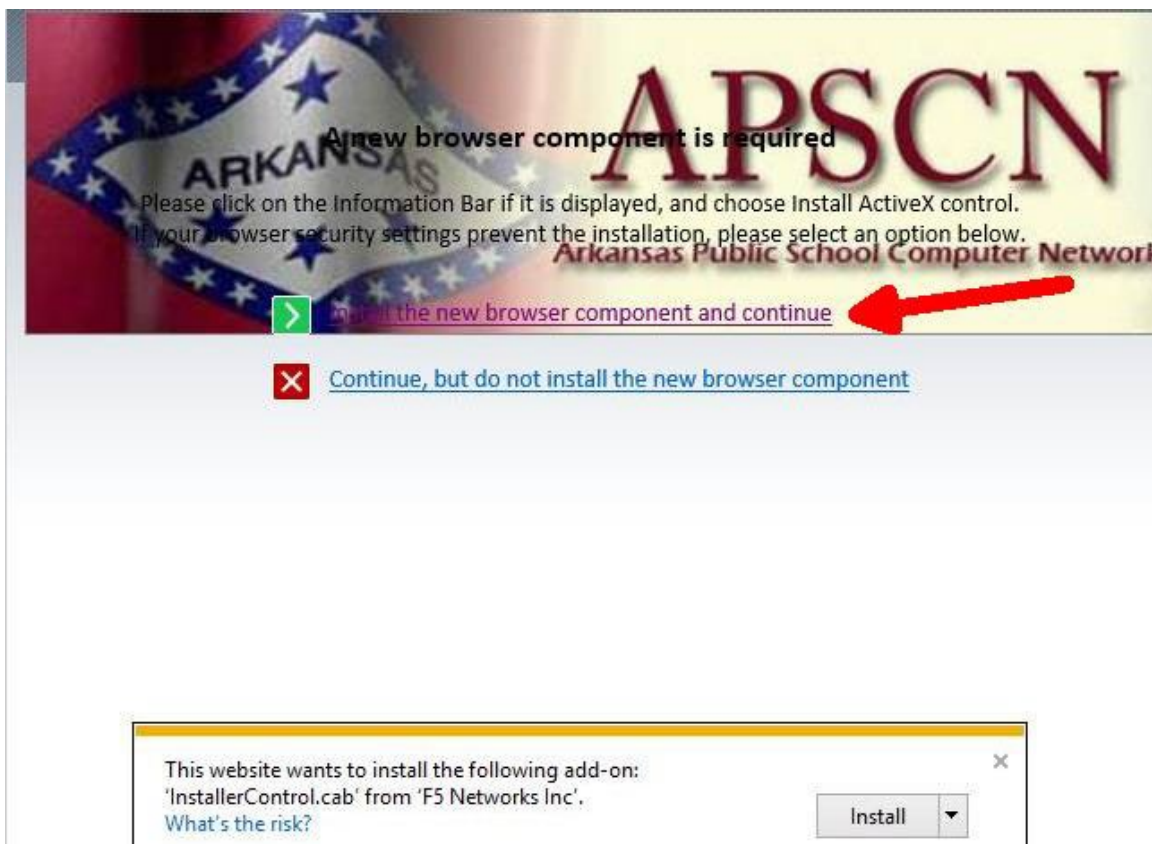 APSCN
A new browser component is required
ARKANSAS
Please click on the Information Bar if it is displayed, and choose Install ActiveX control.
If your browser security settings prevent the installation, please select an option below.
Arkansas Public School Computer Network
Install the new browser component and continue
Continue, but do not install the new browser component
This website wants to install the following add-on:
'InstallerControl.cab' from 'F5 Networks Inc'.
What's the risk?
Install